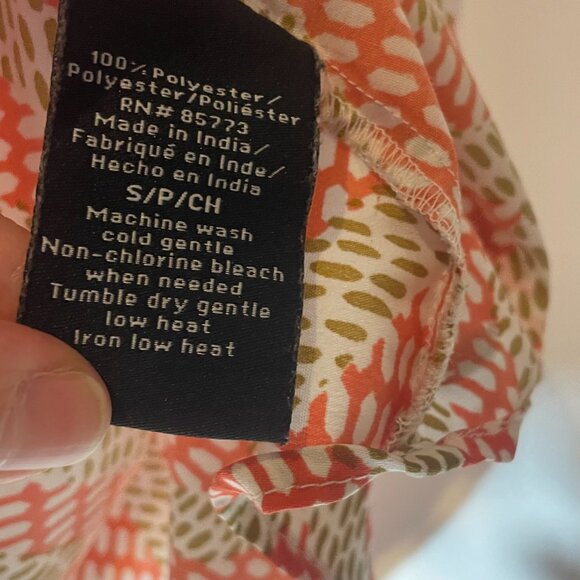 100% Polyester/
Polyester/Poliéster
RN# 85773
Made in India/
Fabriqué en Inde/
Hecho en India
S/P/CH
Machine wash
cold gentle
Non-chlorine bleach
when needed
Tumble dry gentle
low heat
Iron low heat